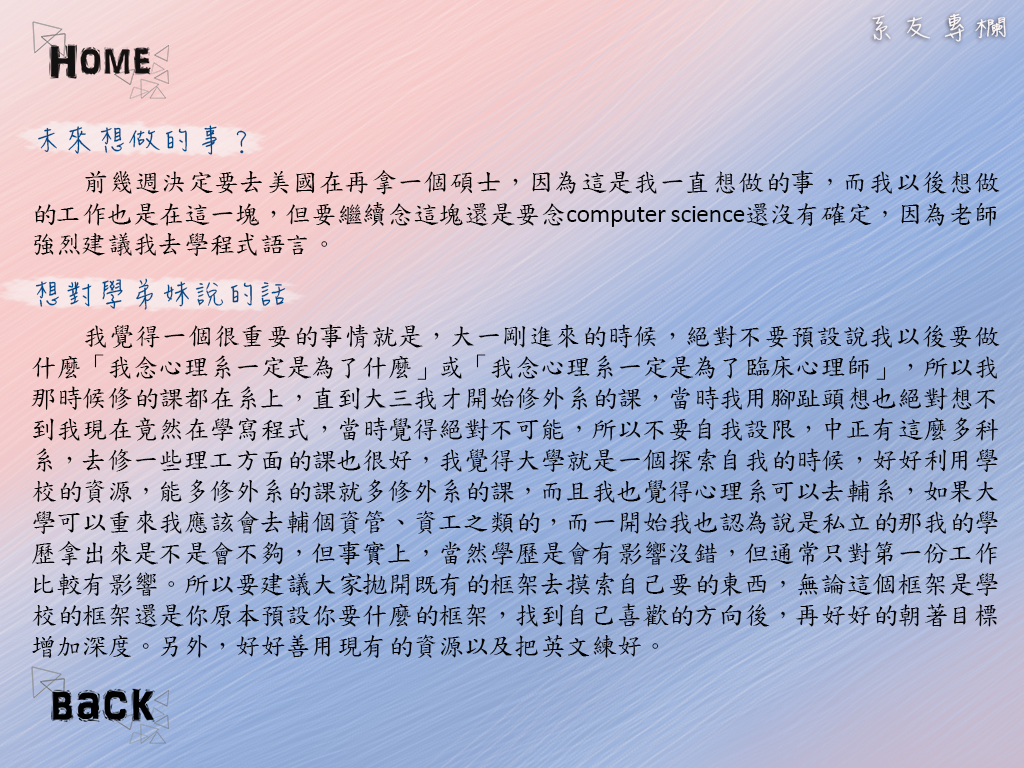 系友專欄
HOME
未來想做的事？
前幾週決定要去美國在再拿一個碩士，因為這是我一直想做的事，而我以後想做
的工作也是在這一塊，但要繼續念這塊還是要念computer science還沒有確定，因為老師
強烈建議我去學程式語言。
想對學弟妹說的話
我覺得一個很重要的事情就是，大一剛進來的時候，絕對不要預設說我以後要做
什麼「我念心理系一定是為了什麼」或「我念心理系一定是為了臨床心理師」，所以我
那時候修的課都在系上，直到大三我才開始修外系的課，當時我用腳趾頭想也絕對想不
到我現在竟然在學寫程式，當時覺得絕對不可能，所以不要自我設限，中正有這麼多科
系，去修一些理工方面的課也很好，我覺得大學就是一個探索自我的時候，好好利用學
校的資源，能多修外系的課就多修外系的課，而且我也覺得心理系可以去輔系，如果大
學可以重來我應該會去輔個資管、資工之類的，而一開始我也認為說是私立的那我的學
歷拿出來是不是會不夠，但事實上，當然學歷是會有影響沒錯，但通常只對第一份工作
比較有影響。所以要建議大家拋開既有的框架去摸索自己要的東西，無論這個框架是學
校的框架還是你原本預設你要什麼的框架，找到自己喜歡的方向後，再好好的朝著目標
增加深度。另外，好好善用現有的資源以及把英文練好。
BACK